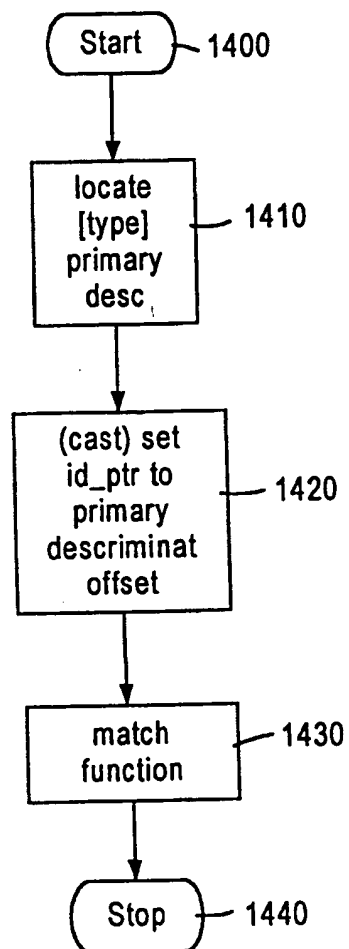 Start
1400
locate
[type]
primary
desc
1410
(cast) set
id_ptr to
primary
descriminat
offset
1420
match
function
1430
Stop
1440